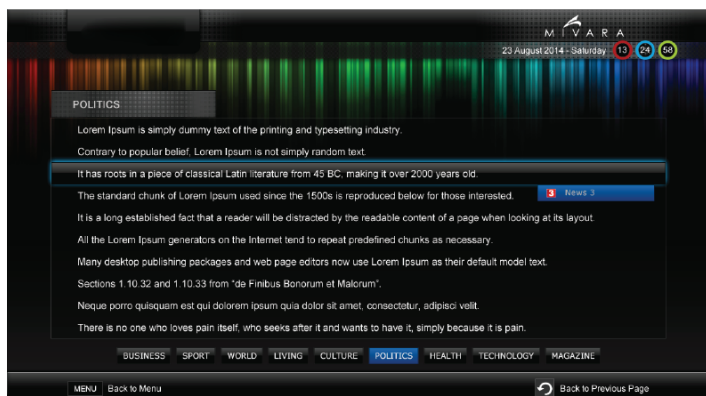 MIVARA
23 August 2014 - Saturday 13 24 58
POLITICS
Lorem Ipsum is simply dummy text of the printing and typesetting industry.
Contrary to popular belief, Lorem Ipsum is not simply random text.
It has roots in a piece of classical Latin literature from 45 BC, making it over 2000 years old.
The standard chunk of Lorem Ipsum used since the 1500s is reproduced below for those interested.
3 News 3
It is a long established fact that a reader will be distracted by the readable content of a page when looking at its layout.
All the Lorem Ipsum generators on the Internet tend to repeat predefined chunks as necessary.
Many desktop publishing packages and web page editors now use Lorem Ipsum as their default model text.
Sections 1.10.32 and 1.10.33 from "de Finibus Bonorum et Malorum".
Neque porro quisquam est qui dolorem ipsum quia dolor sit amet, consectetur, adipisci velit.
There is no one who loves pain itself, who seeks after it and wants to have it, simply because it is pain.
BUSINESS SPORT WORLD LIVING CULTURE POLITICS HEALTH TECHNOLOGY MAGAZINE
MENU Back to Menu
Back to Previous Page